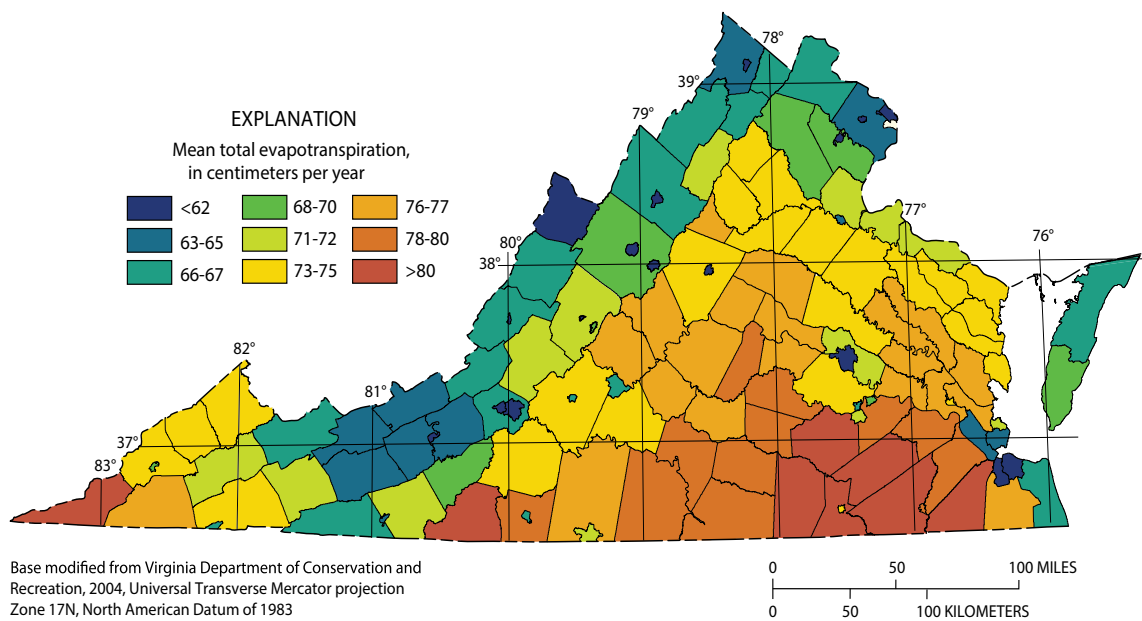 78°
39°
79°
EXPLANATION
Mean total evapotranspiration,
in centimeters per year
<62 68-70 76-77
63-65 71-72 78-80
66-67 73-75 >80
77°
76°
80°
38°
82°
81°
37°
83°
Base modified from Virginia Department of Conservation and
Recreation, 2004, Universal Transverse Mercator projection
Zone 17N, North American Datum of 1983
0 50 100 MILES
0 50 100 KILOMETERS